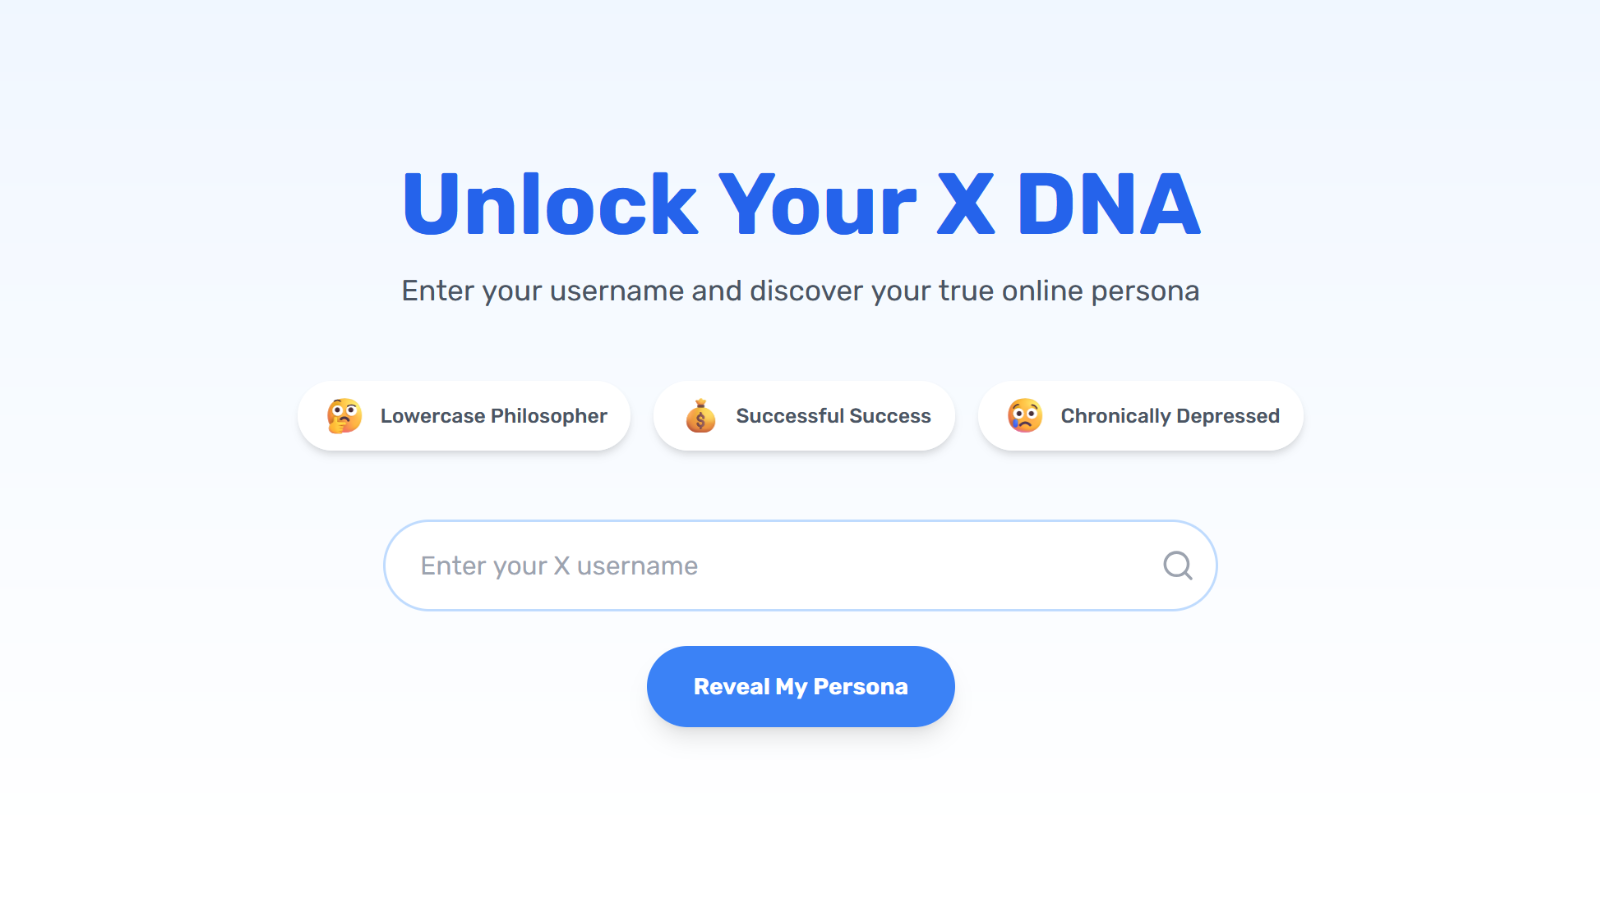 Unlock Your X DNA
Enter your username and discover your true online persona
Lowercase Philosopher
Successful Success
Chronically Depressed
Enter your X username
Reveal My Persona